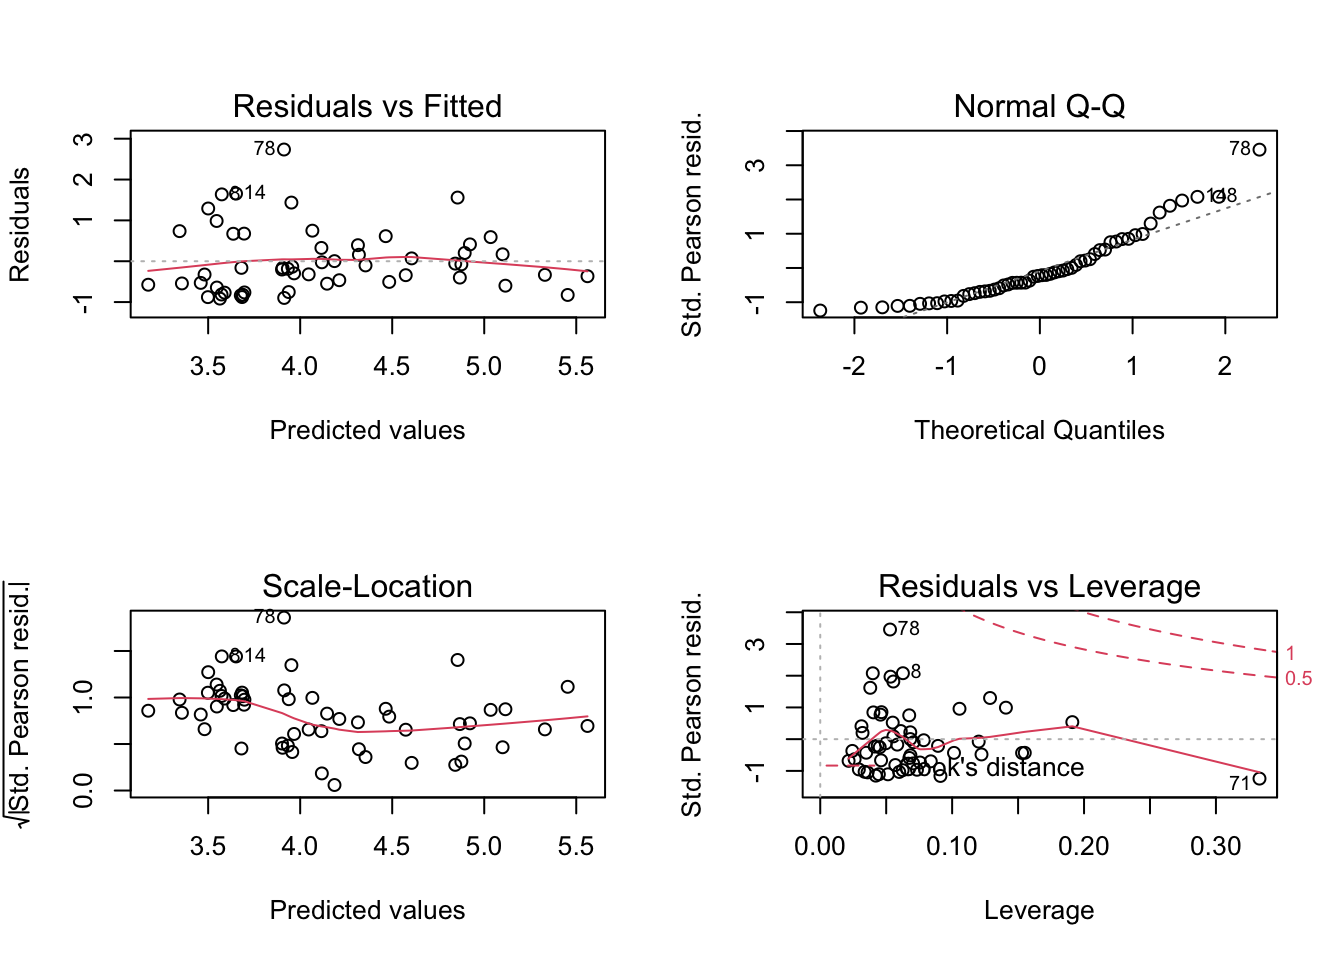 Residuals vs Fitted
Residuals
3
2
1
-1
78
8
14
3.5 4.0 4.5 5.0 5.5
Predicted values
Normal Q-Q
Std. Pearson resid.
3
1
-1
78
148
-2 -1 0 1 2
Theoretical Quantiles
Scale-Location
√|Std. Pearson resid.|
1.0
0.0
78
8
14
3.5 4.0 4.5 5.0 5.5
Predicted values
Residuals vs Leverage
Std. Pearson resid.
3
1
-1
78
8
71
1
0.5
ok's distance
0.00 0.10 0.20 0.30
Leverage